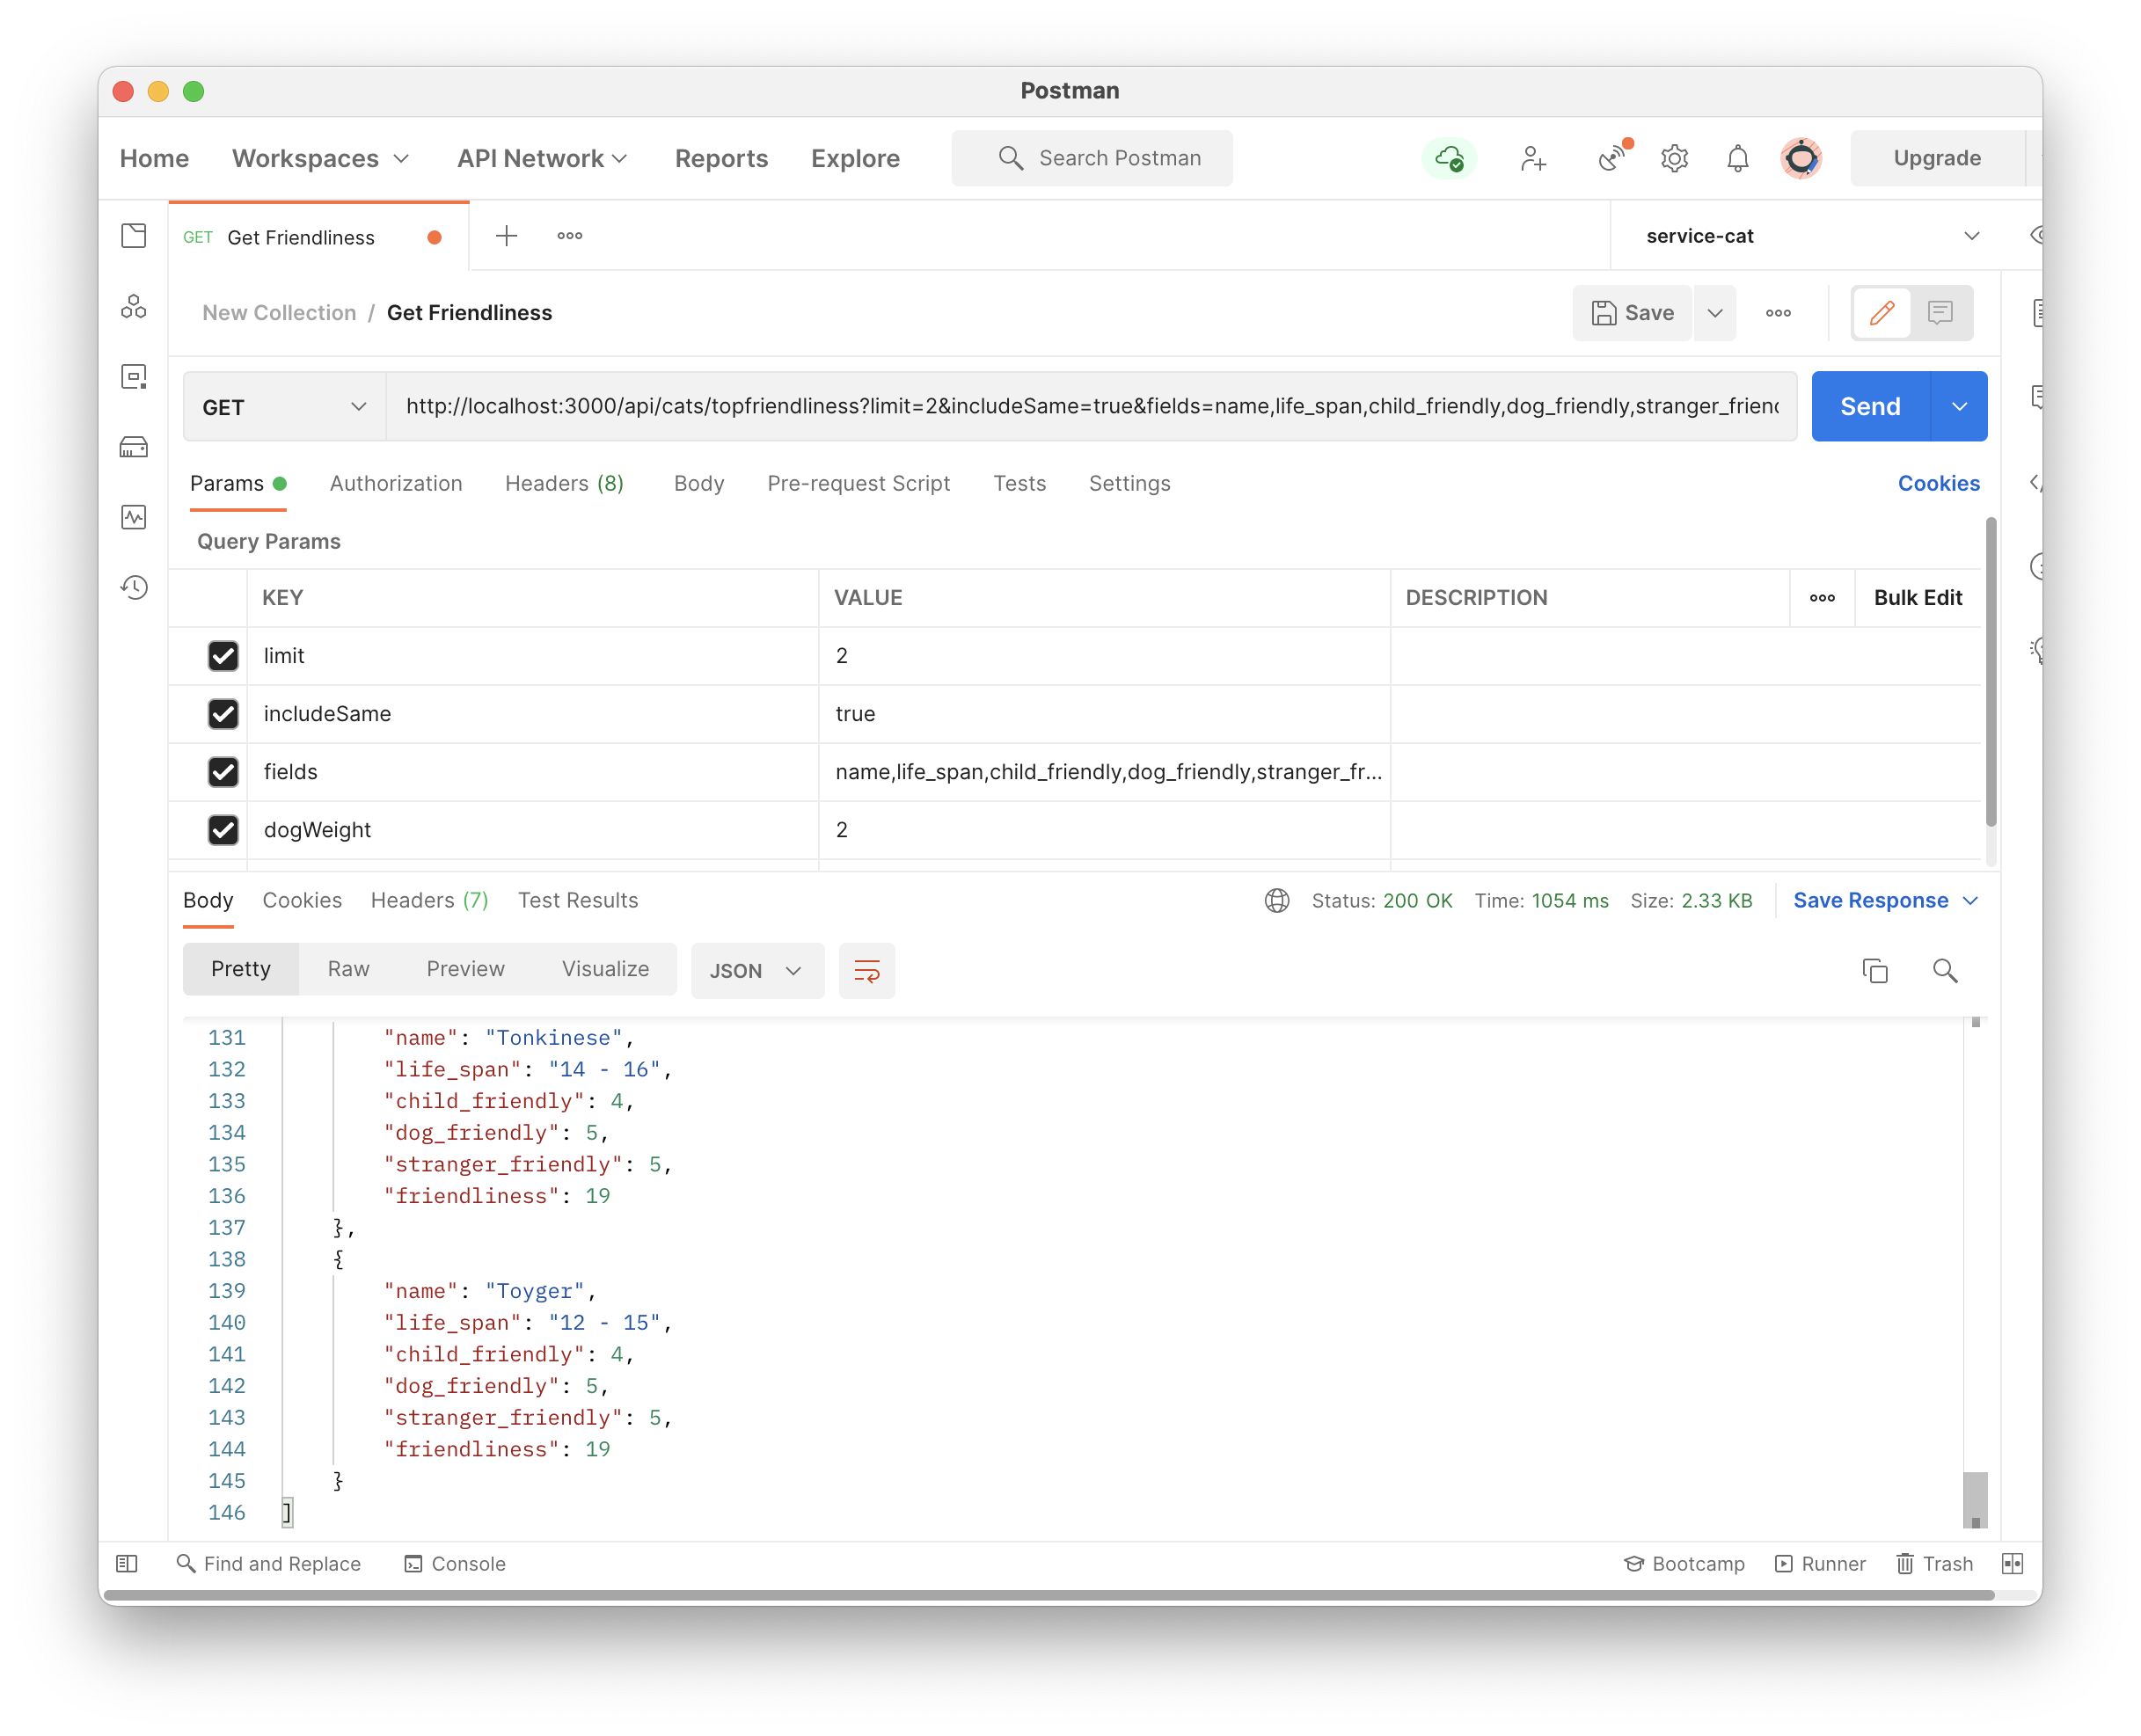 Postman
Home Workspaces API Network Reports Explore Search Postman Upgrade
GET Get Friendliness service-cat
New Collection / Get Friendliness Save
GET http://localhost:3000/api/cats/topfriendliness?limit=2&includeSame=true&fields=name,life_span,child_friendly,dog_friendly,stranger_friend Send
Params Authorization Headers (8) Body Pre-request Script Tests Settings Cookies
Query Params
KEY VALUE DESCRIPTION Bulk Edit
limit 2
includeSame true
fields name,life_span,child_friendly,dog_friendly,stranger_fr...
dogWeight 2
Body Cookies Headers (7) Test Results Status: 200 OK Time: 1054 ms Size: 2.33 KB Save Response
Pretty Raw Preview Visualize JSON
131 "name": "Tonkinese",
132 "life_span": "14 - 16",
133 "child_friendly": 4,
134 "dog_friendly": 5,
135 "stranger_friendly": 5,
136 "friendliness": 19
137 },
138 {
139 "name": "Toyger",
140 "life_span": "12 - 15",
141 "child_friendly": 4,
142 "dog_friendly": 5,
143 "stranger_friendly": 5,
144 "friendliness": 19
145 }
146 ]
Find and Replace Console Bootcamp Runner Trash